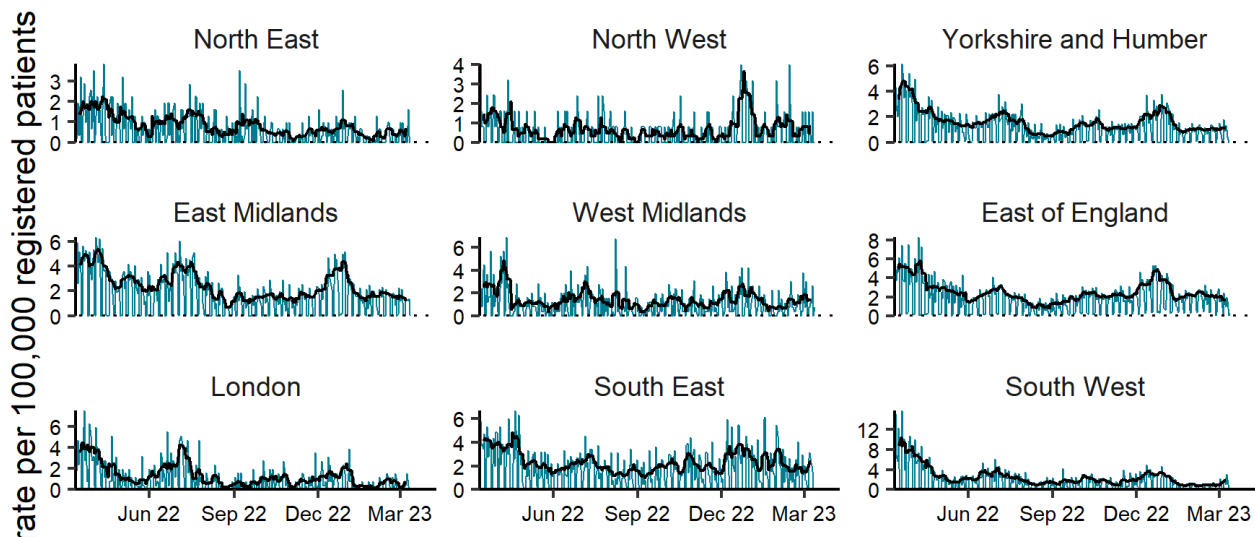 rate per 100,000 registered patients
North East
North West
Yorkshire and Humber
3
2
1
0
4
3
2
1
0
6
4
2
0
East Midlands
West Midlands
East of England
6
4
2
0
6
4
2
0
8
6
4
2
0
London
South East
South West
6
4
2
0
6
4
2
0
12
8
4
0
Jun 22 Sep 22 Dec 22 Mar 23
Jun 22 Sep 22 Dec 22 Mar 23
Jun 22 Sep 22 Dec 22 Mar 23